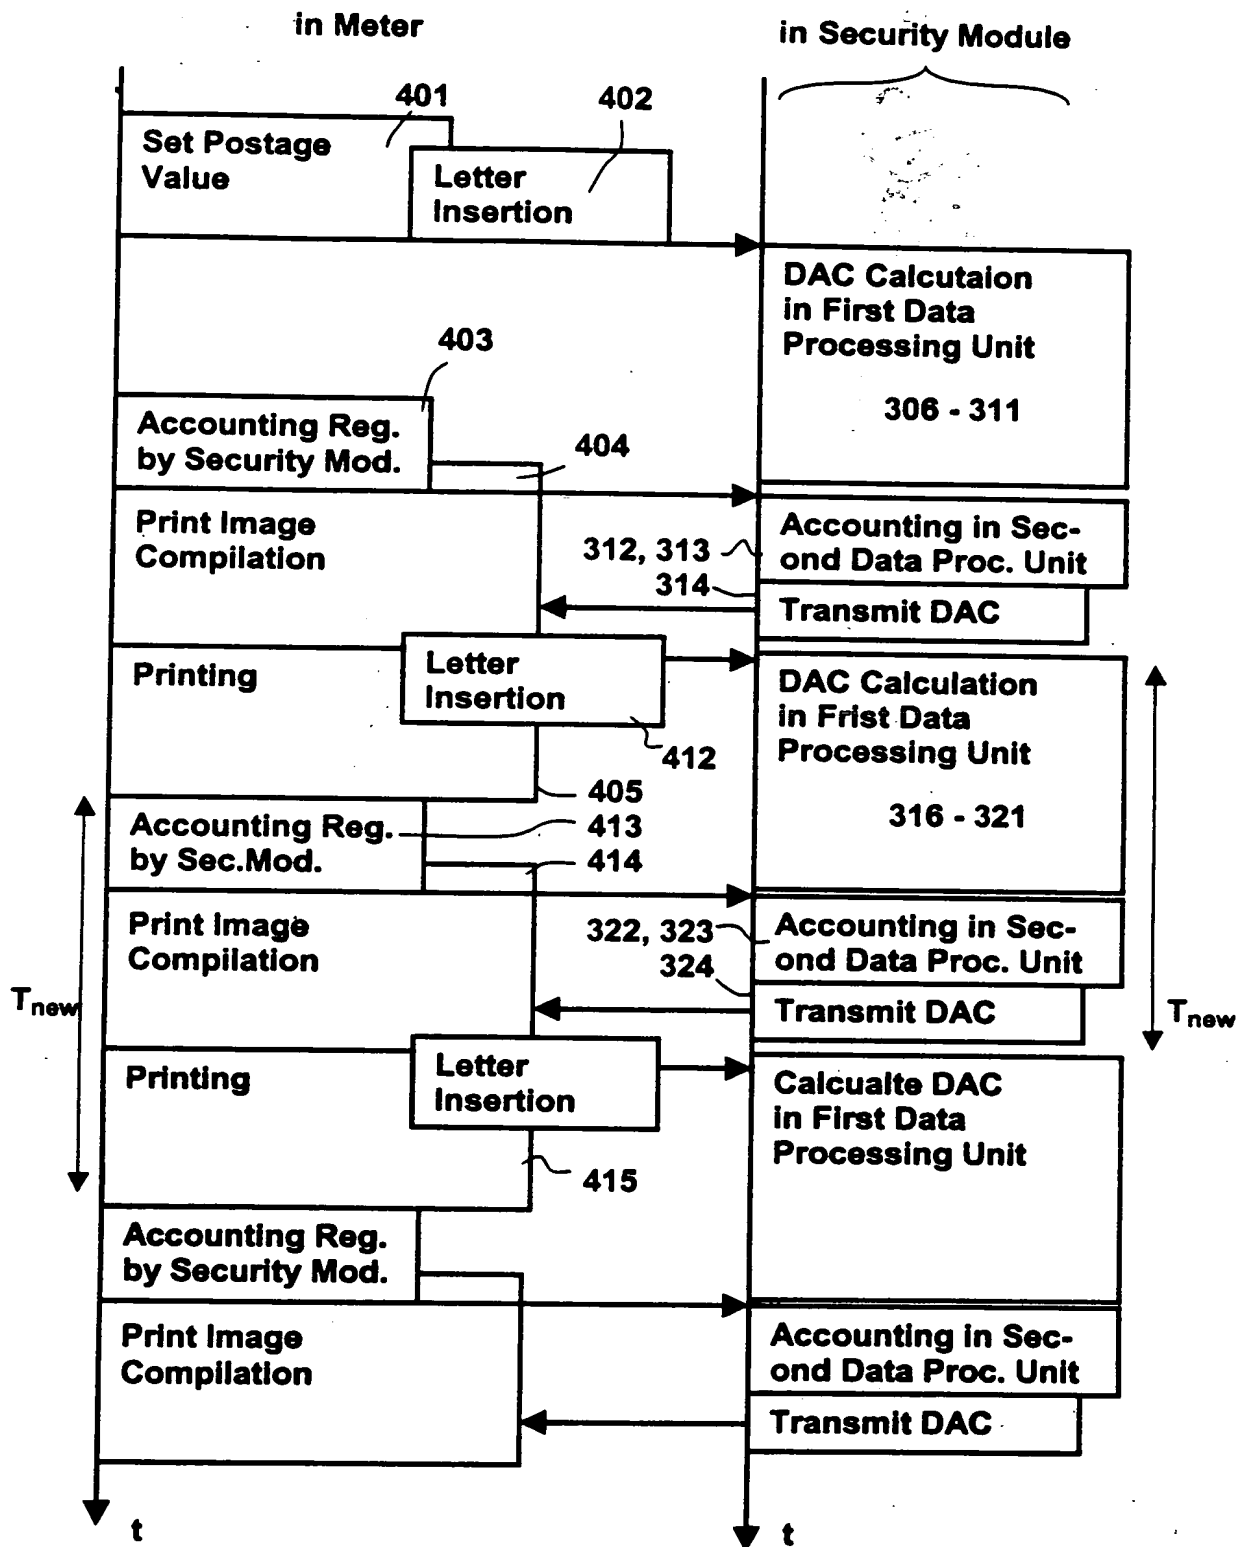 in Meter
in Security Module
401
402
Set Postage
Value
Letter
Insertion
DAC Calcutaion
in First Data
Processing Unit
306 - 311
403
Accounting Reg.
by Security Mod.
404
Print Image
Compilation
312, 313
314
Accounting in Sec-
ond Data Proc. Unit
Transmit DAC
Printing
Letter
Insertion
412
405
DAC Calculation
in Frist Data
Processing Unit
316 - 321
Accounting Reg.
by Sec.Mod.
413
414
Print Image
Compilation
322, 323
324
Accounting in Sec-
ond Data Proc. Unit
Transmit DAC
Tnew
Tnew
Printing
Letter
Insertion
415
Calcualte DAC
in First Data
Processing Unit
Accounting Reg.
by Security Mod.
Print Image
Compilation
Accounting in Sec-
ond Data Proc. Unit
Transmit DAC
t
t